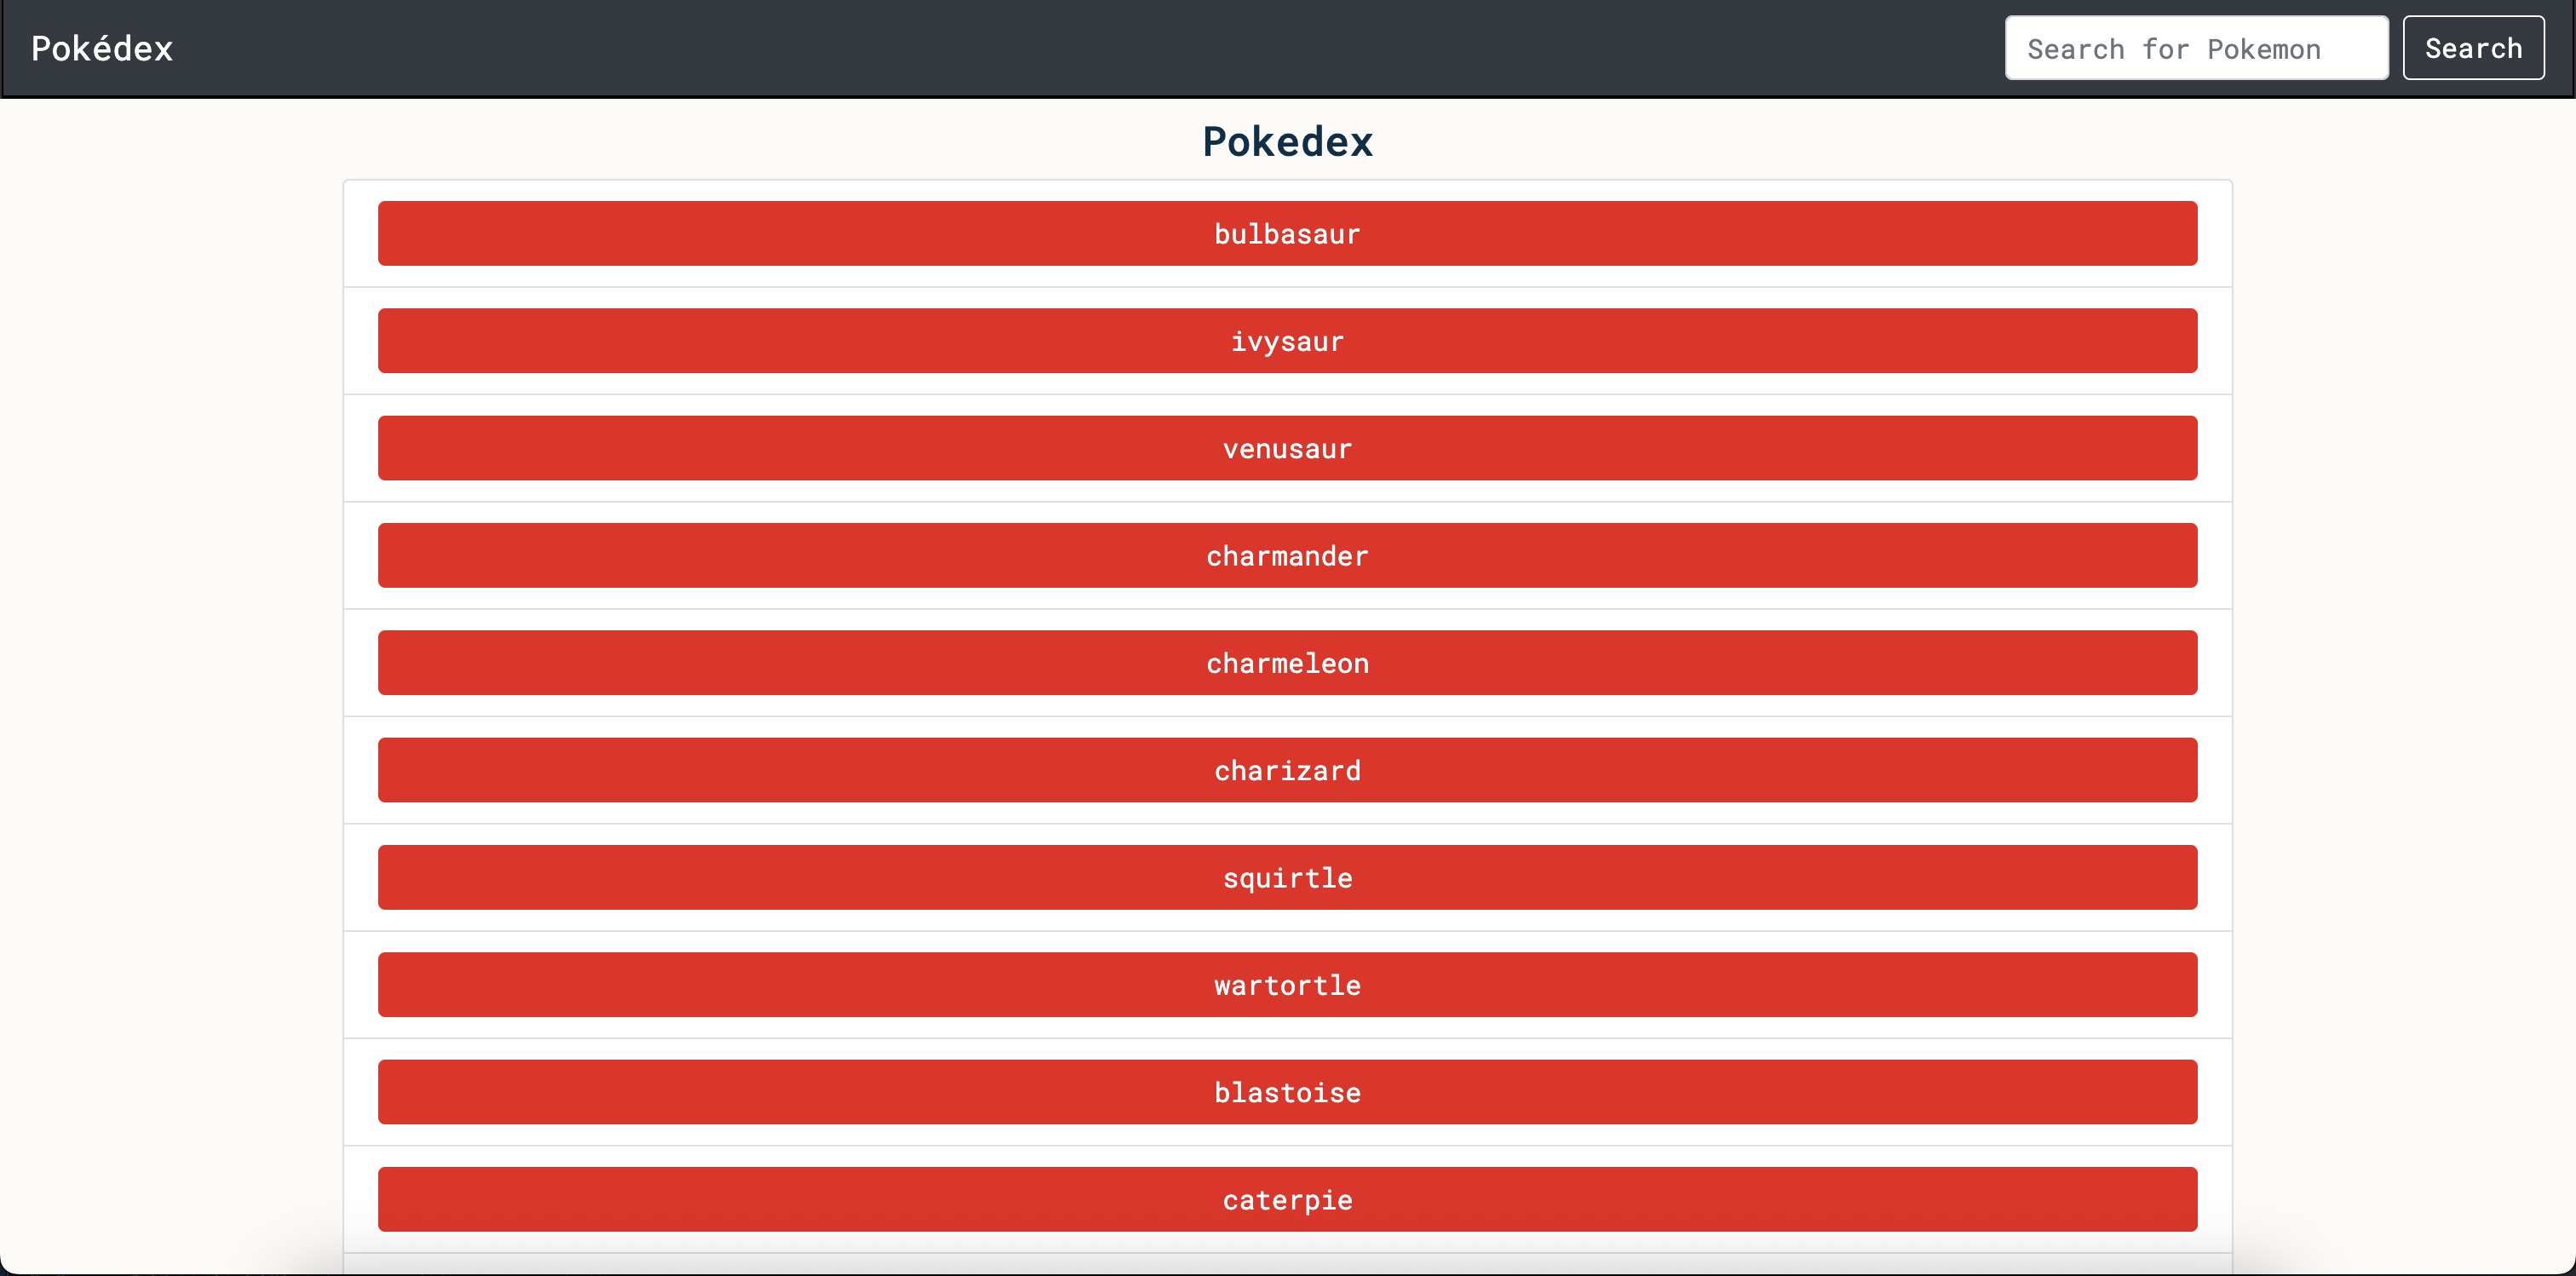 Pokédex
Search for Pokemon
Search
Pokedex
bulbasaur
ivysaur
venusaur
charmander
charmeleon
charizard
squirtle
wartortle
blastoise
caterpie